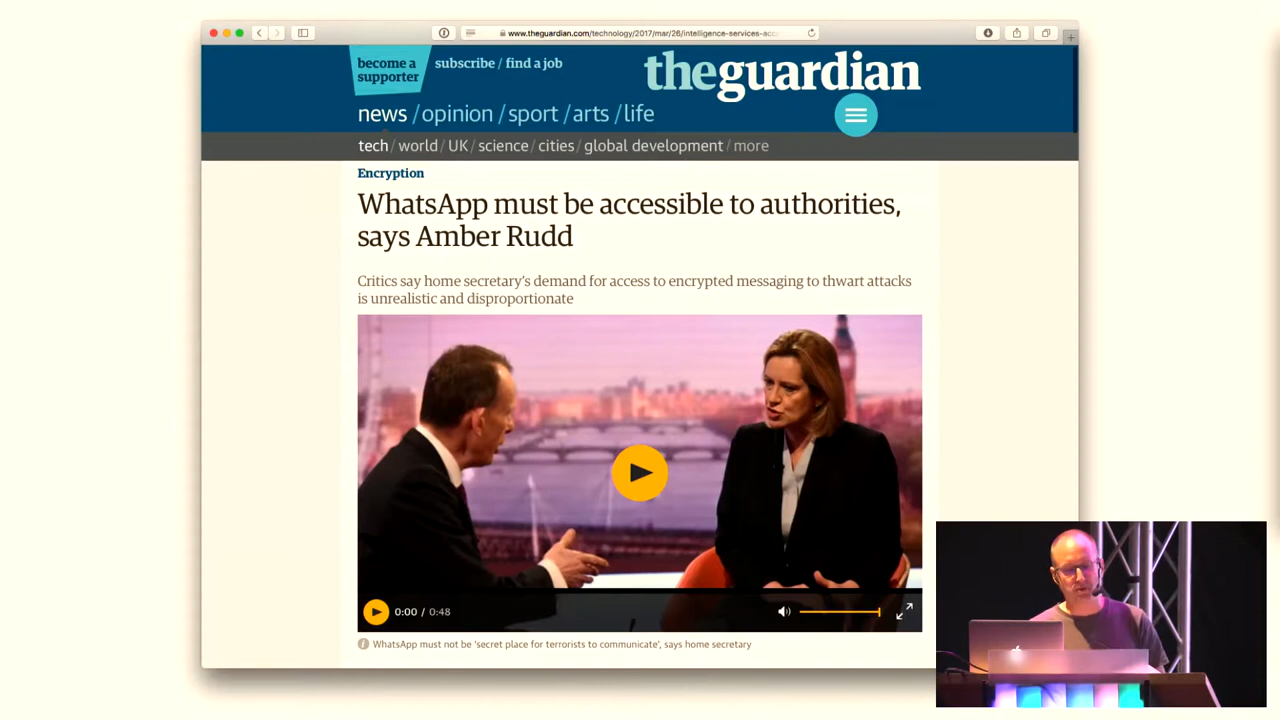 www.theguardian.com/technology/2017/mar/26/intelligence-services-acc
become a
supporter
subscribe / find a job
theguardian
news / opinion / sport / arts / life
tech / world / UK / science / cities / global development / more
Encryption
WhatsApp must be accessible to authorities,
says Amber Rudd
Critics say home secretary's demand for access to encrypted messaging to thwart attacks
is unrealistic and disproportionate
0:00 / 0:48
WhatsApp must not be 'secret place for terrorists to communicate', says home secretary